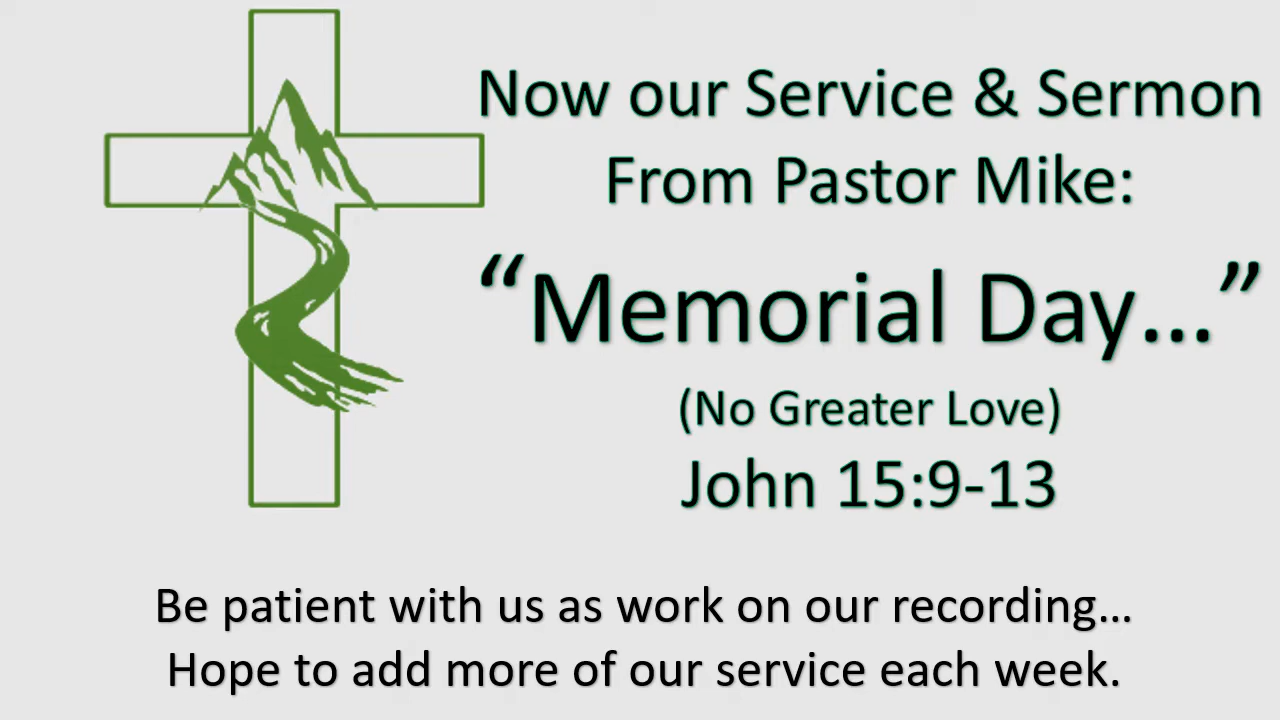 Now our Service & Sermon
From Pastor Mike:
“Memorial Day...”
(No Greater Love)
John 15:9-13
Be patient with us as work on our recording...
Hope to add more of our service each week.